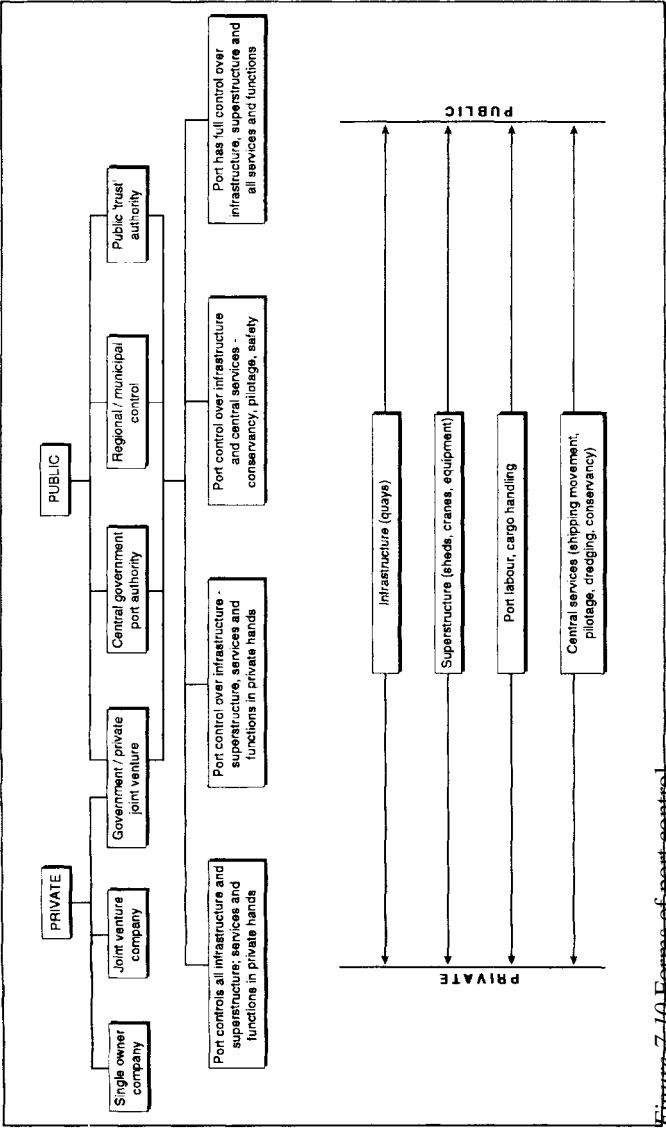 PRIVATE
PUBLIC
Single owner
company
Joint venture
company
Government / private
joint venture
Central government
port authority
Regional / municipal
control
Public 'trust'
authority
Port controls all infrastructure and
superstructure; services and
functions in private hands
Port control over infrastructure -
superstructure, services and
functions in private hands
Port control over infrastructure
and central services -
conservancy, pilotage, safety
Port has full control over
infrastructure, superstructure and
all services and functions
PRIVATE
PUBLIC
Infrastructure (quays)
Superstructure (sheds, cranes, equipment)
Port labour, cargo handling
Central services (shipping movement,
pilotage, dredging, conservancy)
Figure 7.10 Forms of port control